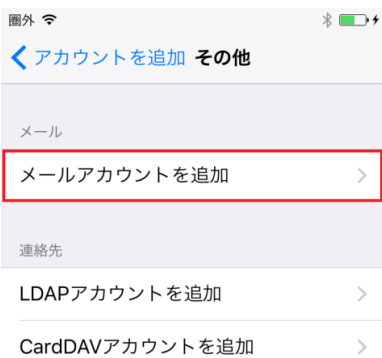 圏外
アカウントを追加 その他
メール
メールアカウントを追加
連絡先
LDAPアカウントを追加
CardDAVアカウントを追加